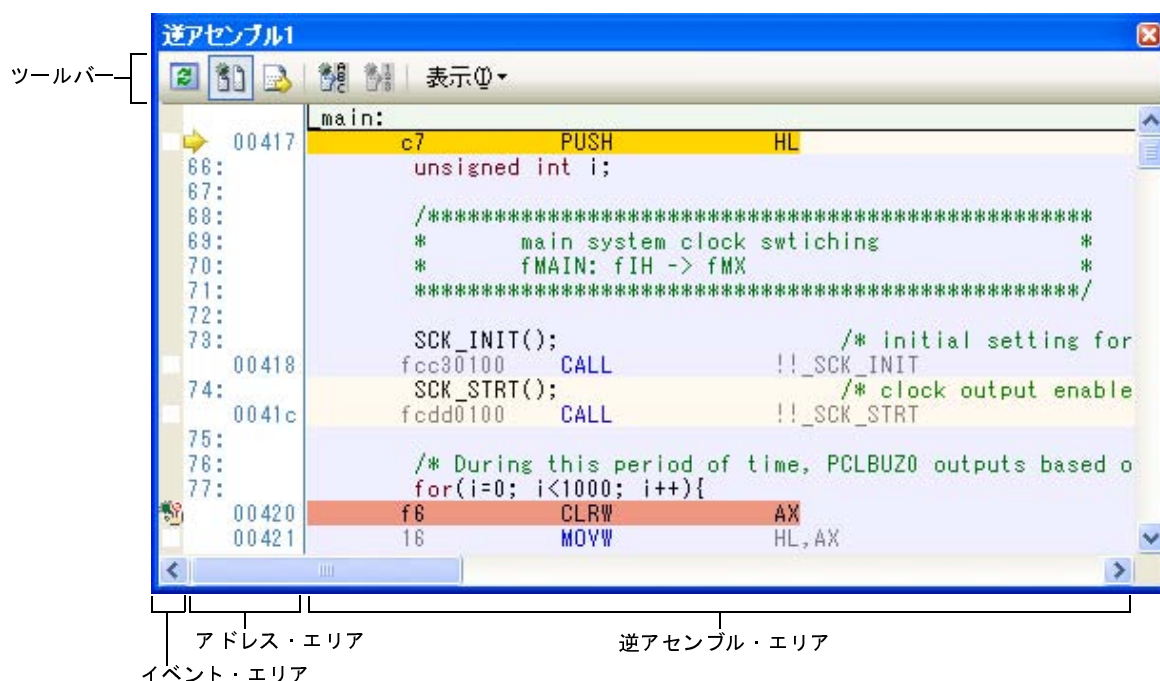 逆アセンブル1
ツールバー
表示(I)
_main:
00417 c7 PUSH HL
66: unsigned int i;
67:
68: /**************************************************
69: * main system clock swtiching *
70: * fMAIN: fIH -> fMX *
71: **************************************************/
72:
73: SCK_INIT(); /* initial setting for
00418 fcc30100 CALL !!_SCK_INIT
74: SCK_STRT(); /* clock output enable
0041c fcdd0100 CALL !!_SCK_STRT
75:
76: /* During this period of time, PCLBUZ0 outputs based o
77: for(i=0; i<1000; i++){
00420 f6 CLRW AX
00421 16 MOVW HL,AX
アドレス・エリア
逆アセンブル・エリア
イベント・エリア